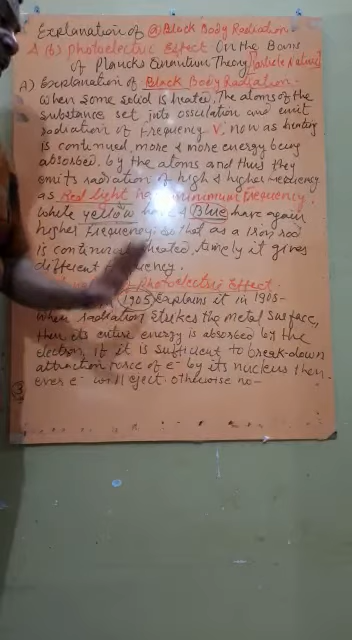 Explanation of (a) Black Body Radiation
& (b) Photoelectric Effect On the Basis
of Plancks Quantum Theory [Particle Nature]
A) Explanation of Black Body Radiation-
When some solid is heated, The atoms of the
substance set into osscilation and emit
radiation of frequency V. now as heating
is continued, more & more energy being
absorbed by the atoms and thus they
emits radiation of high & higher frequency
as Red light has minimum frequency.
While yellow have & Blue have again
higher frequency. So that as a Iron rod
is continue heated, timely it gives
different frequency.
Photoelectric Effect.
(1905) Explains it in 1905-
When radiation strikes the metal surface,
then its entire energy is absorbed by the
electron, if it is sufficient to break-down
attraction force of e- by its nucleus then
ever e- will eject otherwise no-
3